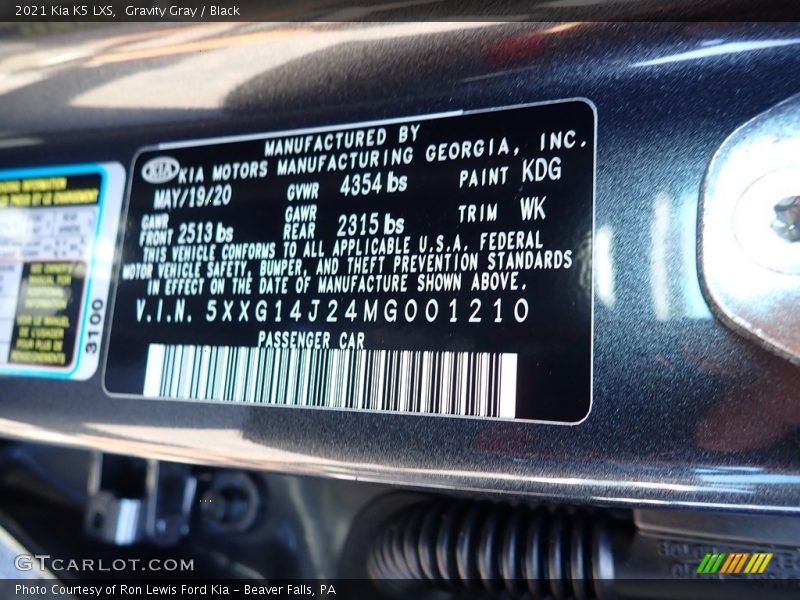 2021 Kia K5 LXS, Gravity Gray / Black
MANUFACTURED BY
KIA KIA MOTORS MANUFACTURING GEORGIA, INC.
MAY/19/20 GVWR 4354 lbs PAINT KDG
GAWR FRONT 2513 lbs GAWR REAR 2315 lbs TRIM WK
THIS VEHICLE CONFORMS TO ALL APPLICABLE U.S.A. FEDERAL
MOTOR VEHICLE SAFETY, BUMPER, AND THEFT PREVENTION STANDARDS
IN EFFECT ON THE DATE OF MANUFACTURE SHOWN ABOVE.
V.I.N. 5XXG14J24MG001210
PASSENGER CAR
3100
GTCARLOT.COM
Photo Courtesy of Ron Lewis Ford Kia - Beaver Falls, PA